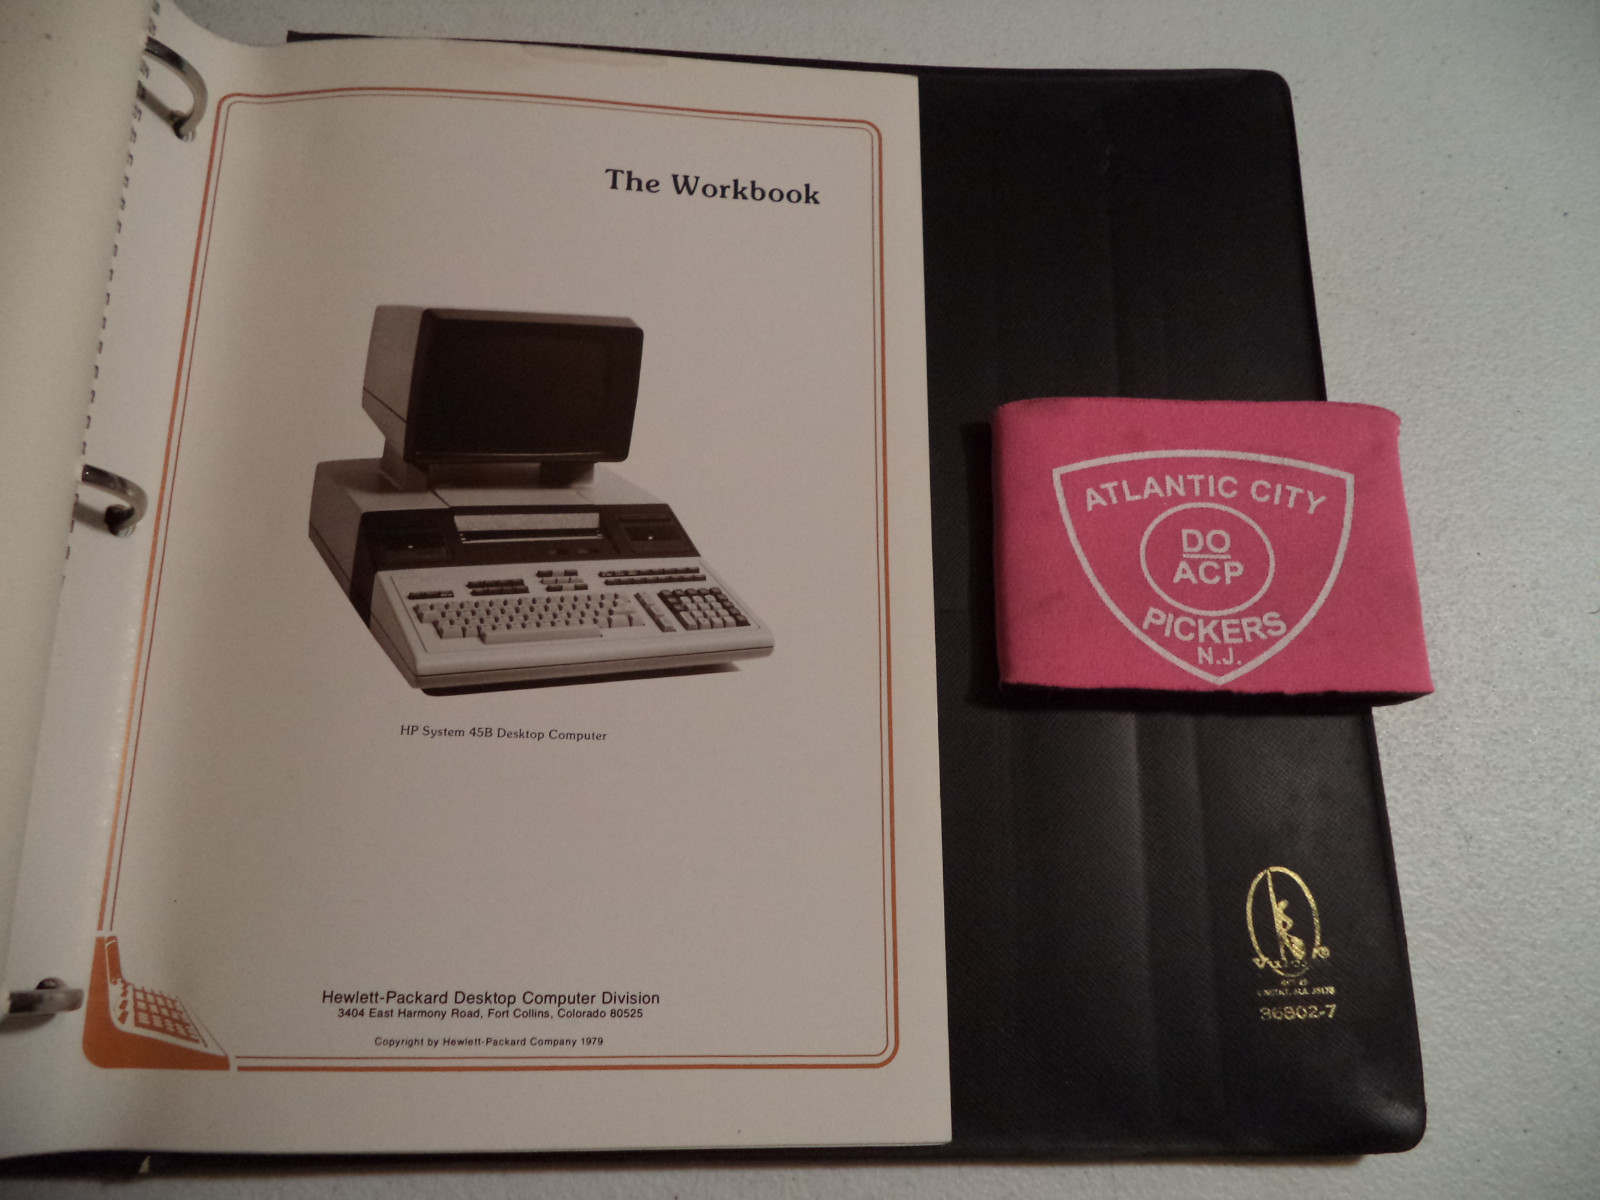 The Workbook
HP System 45B Desktop Computer
Hewlett-Packard Desktop Computer Division
3404 East Harmony Road, Fort Collins, Colorado 80525
Copyright by Hewlett-Packard Company 1979
ATLANTIC CITY
DO
ACP
PICKERS
N.J.
36802-7